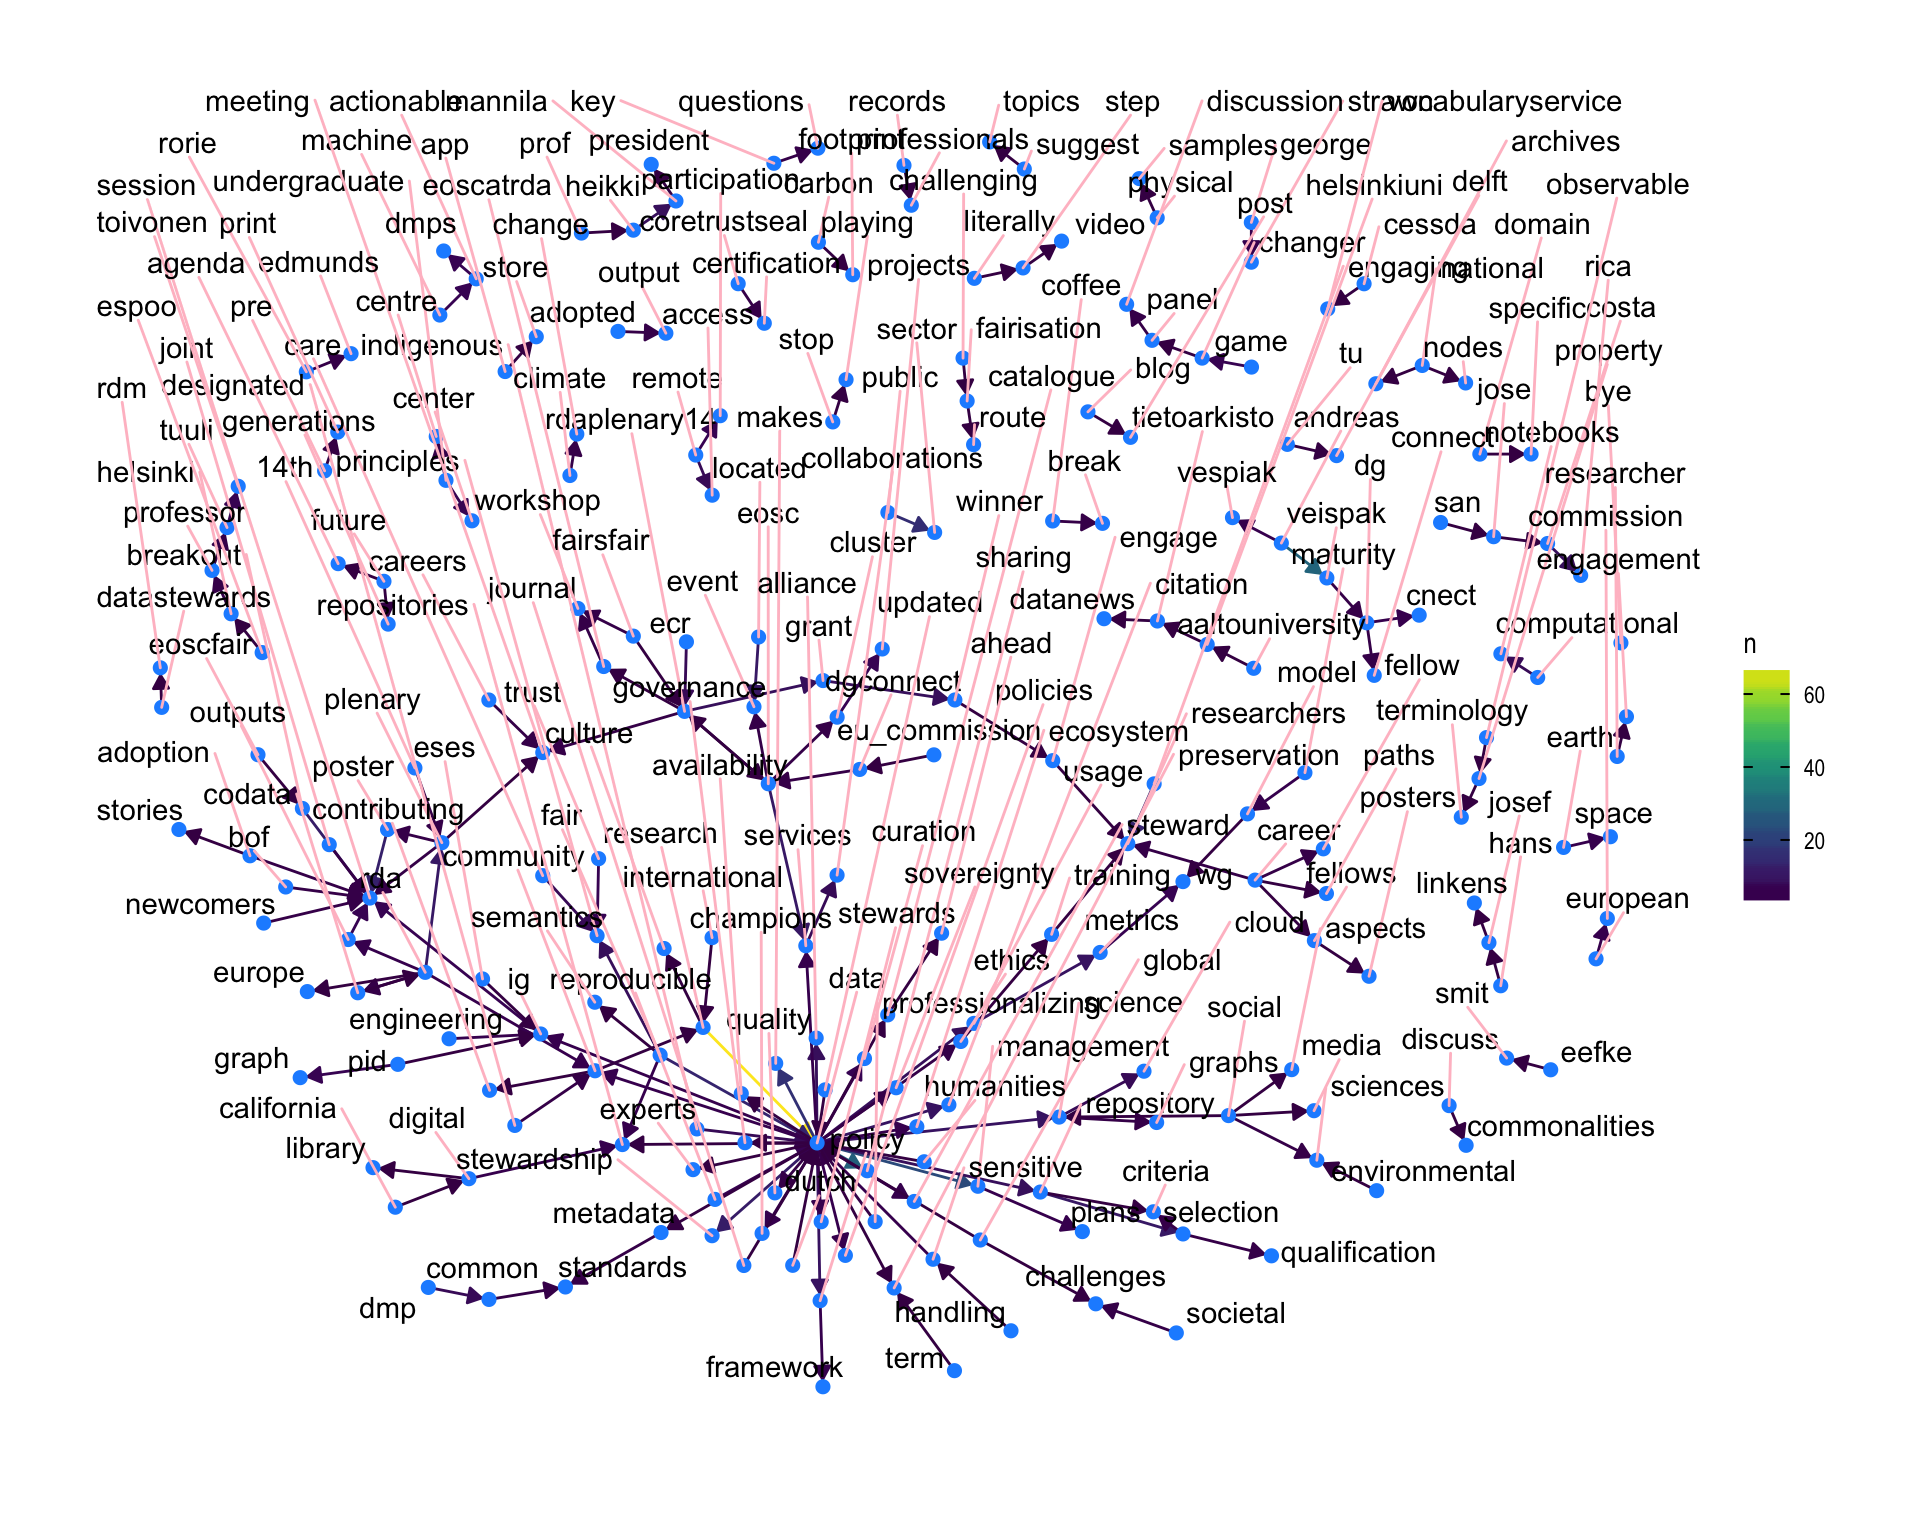 meeting actionable mannila key questions records topics step discussion strawn vocabularyservice
rorie machine app prof president footprint professionals suggest samples george archives
session undergraduate eoscatrda heikki participation carbon challenging physical helsinkiuni delft observable
toivonen print dmps change coretrustseal playing literally video post cessda domain
agenda edmunds store output certification projects changer engaging national rica
espoo pre centre adopted access coffee panel specific costa
joint care indigenous stop sector fairisation game tu nodes property
rdm designated climate remote public catalogue blog jose bye
tuuli generations center rdaplenary14 makes route tietoarkisto andreas connect notebooks
helsinki 14th principles located collaborations break vespiak dg researcher
professor future workshop eosc winner veispak san commission
breakout careers fairsfair cluster sharing engage maturity engagement
datastewards repositories journal event alliance updated datanews citation cnect
eoscfair ecr grant ahead aaltouniversity computational
plenary trust governance dgconnect policies model fellow
outputs culture eu_commission ecosystem researchers terminology
adoption poster eses availability usage preservation paths earth
stories codata contributing fair services curation steward career posters josef space
bof community research hans
rda international sovereignty training wg fellows linkens
newcomers semantics champions stewards metrics cloud aspects european
europe ig reproducible data ethics global
engineering quality professionalizing science social smit
graph pid management graphs media discuss eefke
california digital experts humanities repository sciences
library stewardship policy commonalities
dutch sensitive criteria environmental
metadata plans selection
common standards challenges qualification
dmp handling societal
framework term
n
60
40
20